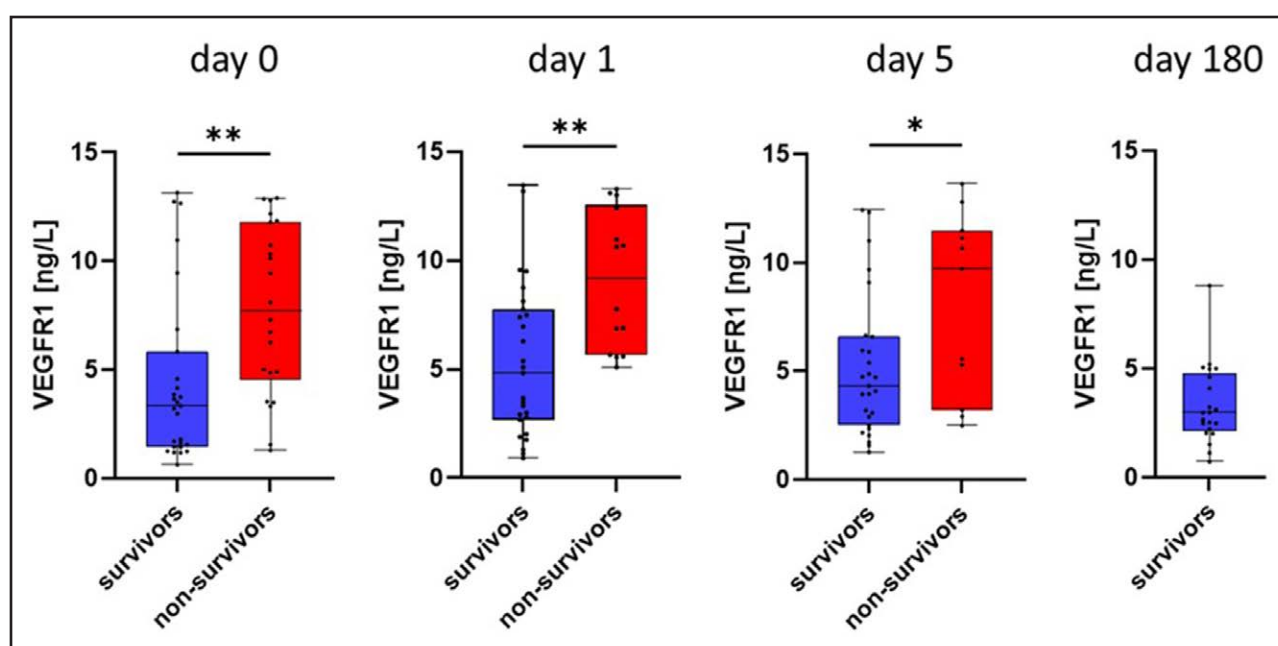 day 0
day 1
day 5
day 180
**
**
*
15
10
5
0
VEGFR1 [ng/L]
survivors
non-survivors
15
10
5
0
VEGFR1 [ng/L]
survivors
non-survivors
15
10
5
0
VEGFR1 [ng/L]
survivors
non-survivors
15
10
5
0
VEGFR1 [ng/L]
survivors